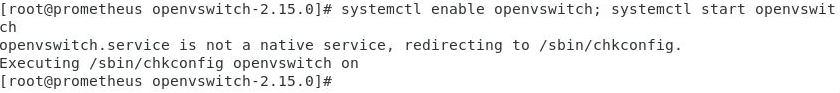 [root@prometheus openvswitch-2.15.0]# systemctl enable openvswitch; systemctl start openvswit
ch
openvswitch.service is not a native service, redirecting to /sbin/chkconfig.
Executing /sbin/chkconfig openvswitch on
[root@prometheus openvswitch-2.15.0]#